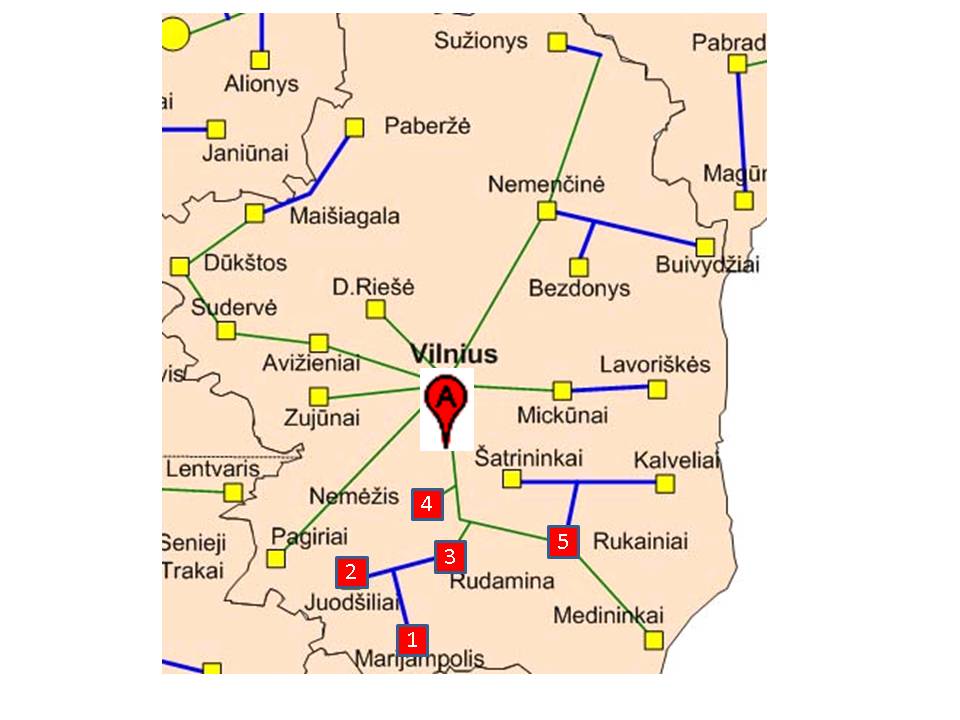 Sužionys
Pabrad
Alionys
ai
Paberžė
Janiūnai
Magūr
Nemenčinė
Maišiagala
Dūkštos
Buivydžiai
D.Riešė
Bezdonys
Sudervė
Vilnius
Avižieniai
Lavoriškės
vis
A
Zujūnai
Mickūnai
Šatrininkai
Kalveliai
Lentvaris
Nemėžis
4
Pagiriai
Senieji
Trakai
5
Rukainiai
3
2
Rudamina
Juodšiliai
Medininkai
1
Marijampolis